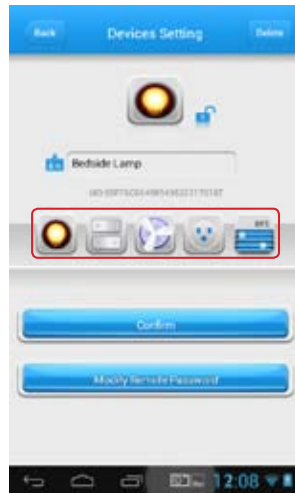 Back Devices Setting Delete
Bedside Lamp
Confirm
Modify Remote Password
12:08